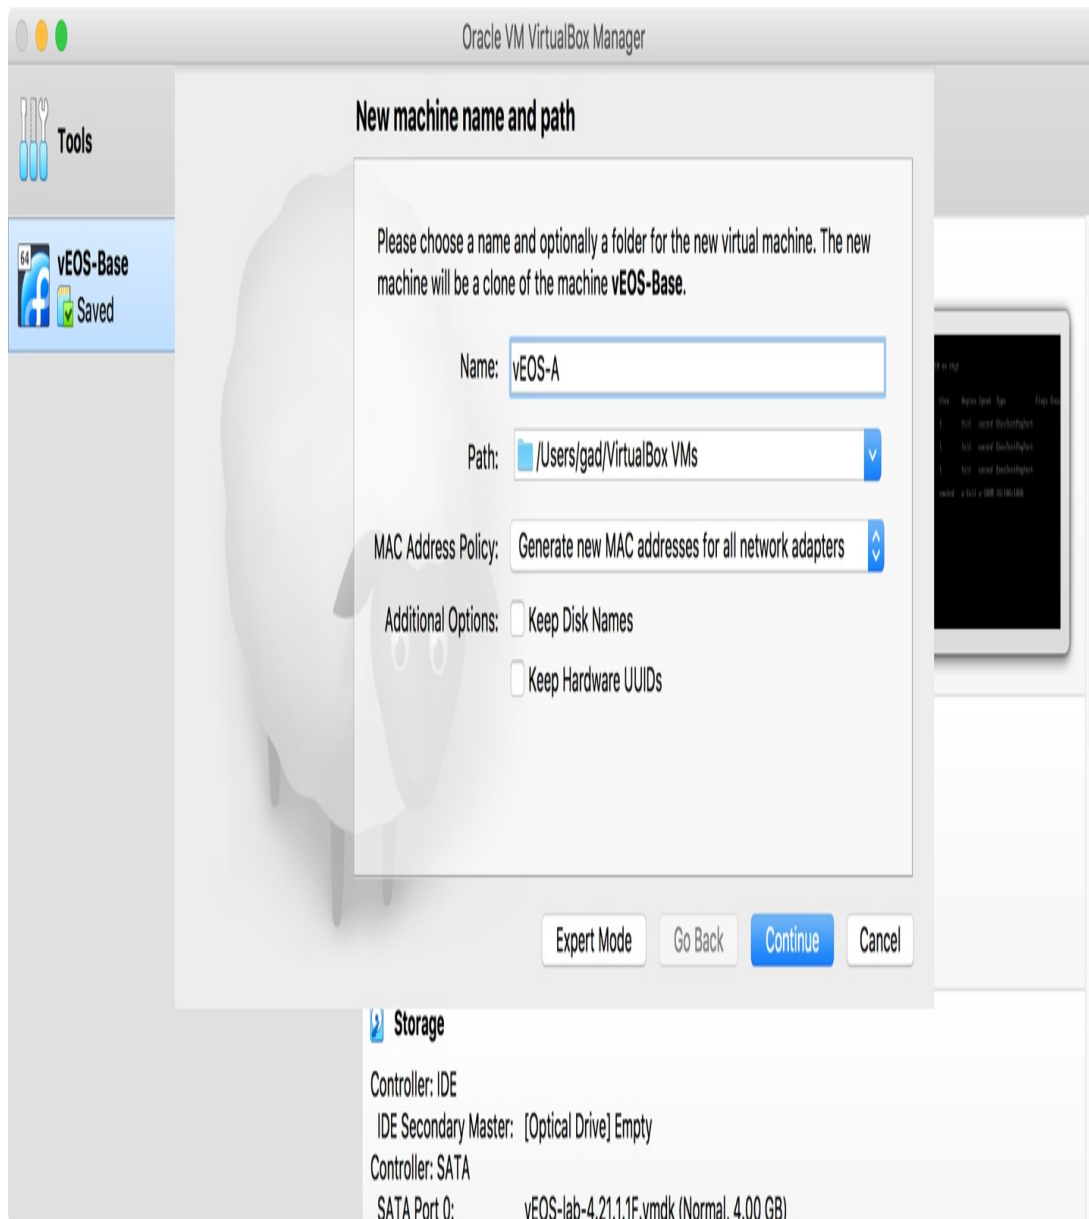 Oracle VM VirtualBox Manager
Tools
64
vEOS-Base
Saved
New machine name and path
Please choose a name and optionally a folder for the new virtual machine. The new
machine will be a clone of the machine vEOS-Base.
Name: vEOS-A
Path: /Users/gad/VirtualBox VMs
MAC Address Policy: Generate new MAC addresses for all network adapters
Additional Options: Keep Disk Names
Keep Hardware UUIDs
Expert Mode Go Back Continue Cancel
Storage
Controller: IDE
IDE Secondary Master: [Optical Drive] Empty
Controller: SATA
SATA Port 0: vEOS-lab-4.21.1.1F.vmdk (Normal, 4.00 GB)